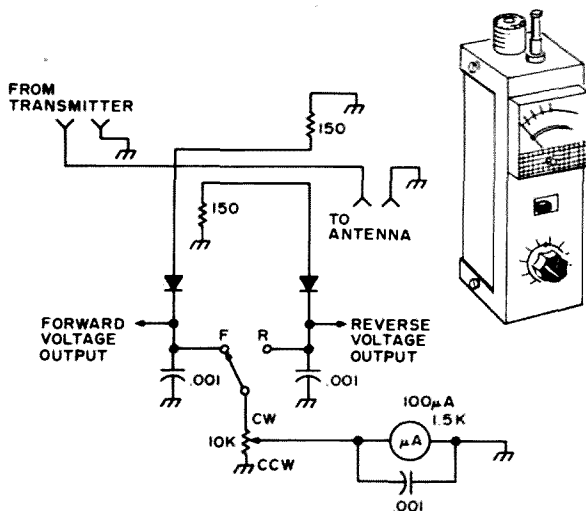 FROM
TRANSMITTER
150
150
TO
ANTENNA
FORWARD
VOLTAGE
OUTPUT
F
R
REVERSE
VOLTAGE
OUTPUT
.001
.001
CW
10K
CCW
100μA
1.5K
μA
.001